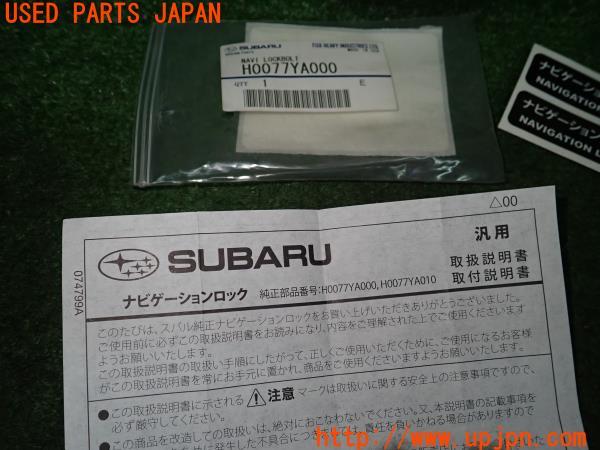 USED PARTS JAPAN
SUBARU
FUJI HEAVY INDUSTRIES LTD.
NAVI LOCKBOLT
H0077YA000
QTY 1 E
ナビゲーション
NAVIGATION
ナビゲーション
NAVIGATION L
△00
SUBARU
汎用
取扱説明書
取付説明書
ナビゲーションロック 純正部品番号:H0077YA000, H0077YA010
074799A
このたびは、スバル純正ナビゲーションロックをお買い上げいただきありがとうございました。
ご使用前に必ずこの取扱説明書をお読みになり、内容をご理解された上でご使用くださいます
ようお願いいたします。
この取扱説明書の取扱い手順にしたがって、正しくご使用いただくために、ご使用になるお客様
がこの取扱説明書を常にお手元に置かれ、商品をご使用くださいますようお願いいたします。
●この取扱説明書に示される⚠注意 マークは取扱いに関する安全上の注意事項ですので、
必ず厳守してください。
●この商品を改造しての取扱いは、絶対におこなわないでください。又、本説明書の記載事項を
http://www.upjpn.com